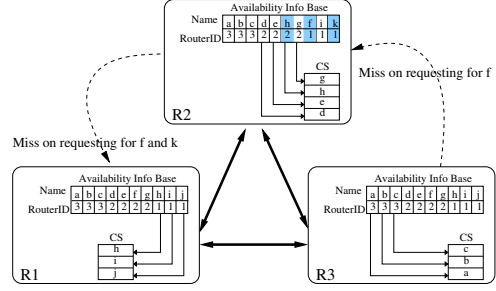 Availability Info Base
Name a b c d e h g f i k
RouterID 3 3 3 2 2 2 2 1 1 1
CS
g
h
e
d
R2
Miss on requesting for f
Miss on requesting for f and k
Availability Info Base
Name a b c d e f g h i j
RouterID 3 3 3 2 2 2 2 1 1 1
CS
h
i
j
R1
Availability Info Base
Name a b c d e f g h i j
RouterID 3 3 3 2 2 2 2 1 1 1
CS
c
b
a
R3